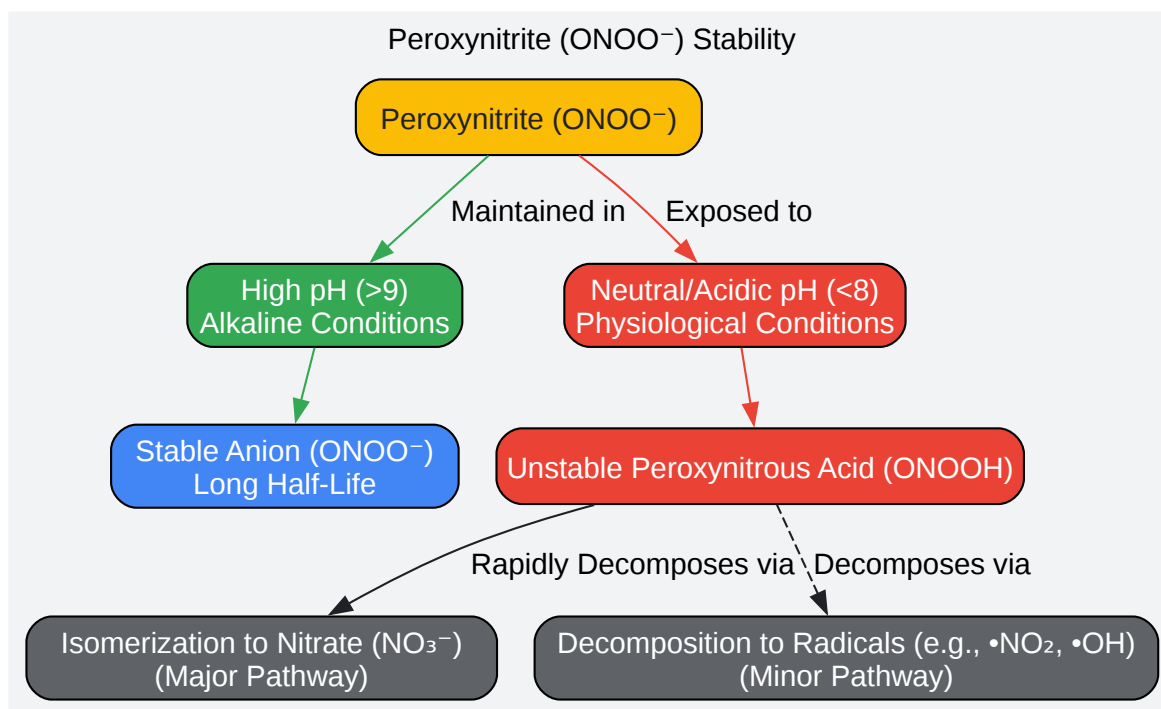 Peroxynitrite (ONOO⁻) Stability
Peroxynitrite (ONOO⁻)
Maintained in
Exposed to
High pH (>9)
Alkaline Conditions
Neutral/Acidic pH (<8)
Physiological Conditions
Stable Anion (ONOO⁻)
Long Half-Life
Unstable Peroxynitrous Acid (ONOOH)
Rapidly Decomposes via
Decomposes via
Isomerization to Nitrate (NO₃⁻)
(Major Pathway)
Decomposition to Radicals (e.g., •NO₂, •OH)
(Minor Pathway)